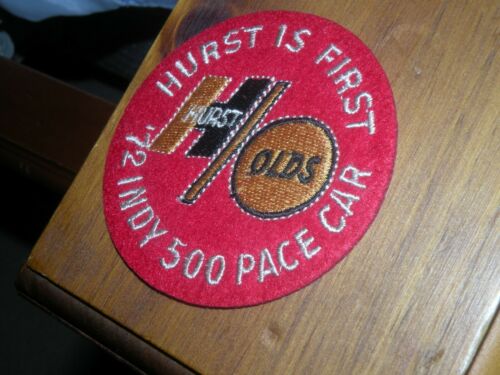 HURST IS FIRST
HURST
OLDS
'72 INDY 500 PACE CAR